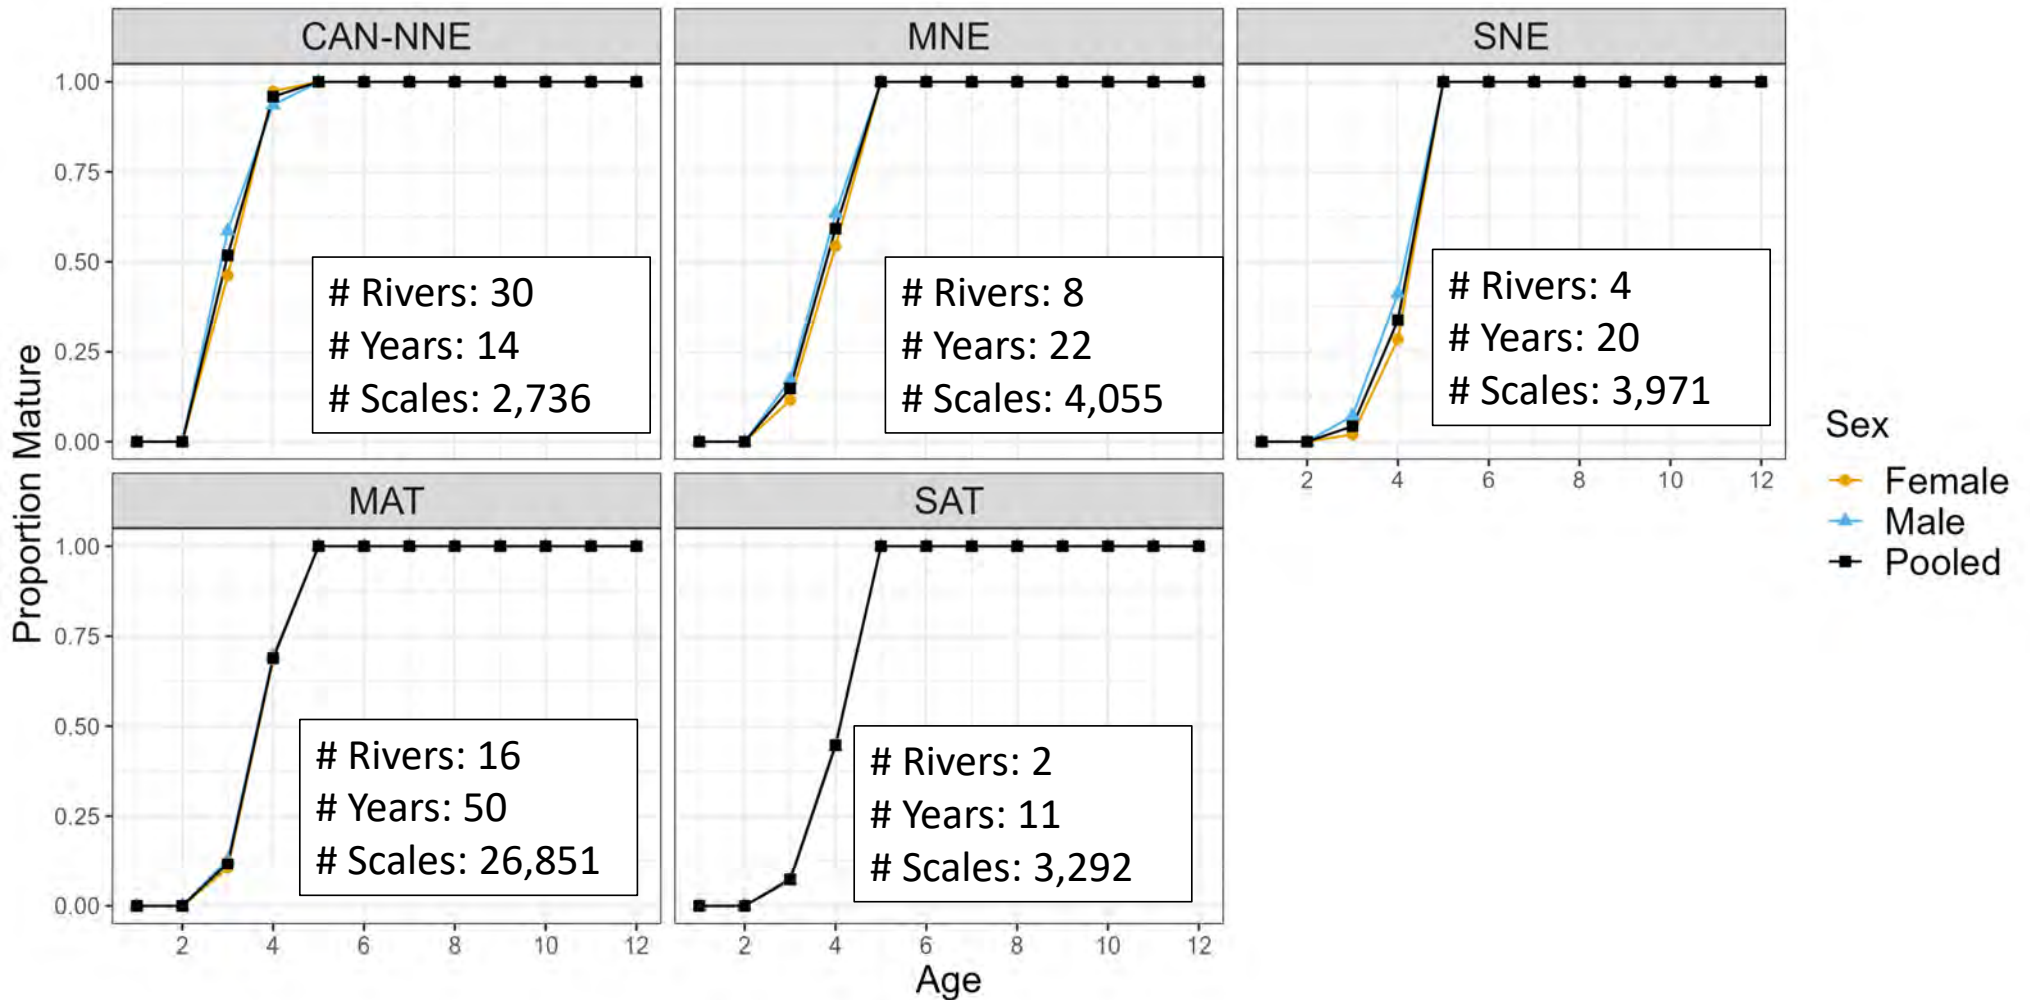 CAN-NNE
MNE
SNE
1.00
0.75
0.50
0.25
0.00
# Rivers: 30
# Years: 14
# Scales: 2,736
# Rivers: 8
# Years: 22
# Scales: 4,055
# Rivers: 4
# Years: 20
# Scales: 3,971
2 4 6 8 10 12
MAT
SAT
1.00
0.75
0.50
0.25
0.00
# Rivers: 16
# Years: 50
# Scales: 26,851
# Rivers: 2
# Years: 11
# Scales: 3,292
2 4 6 8 10 12
2 4 6 8 10 12
Proportion Mature
Age
Sex
Female
Male
Pooled